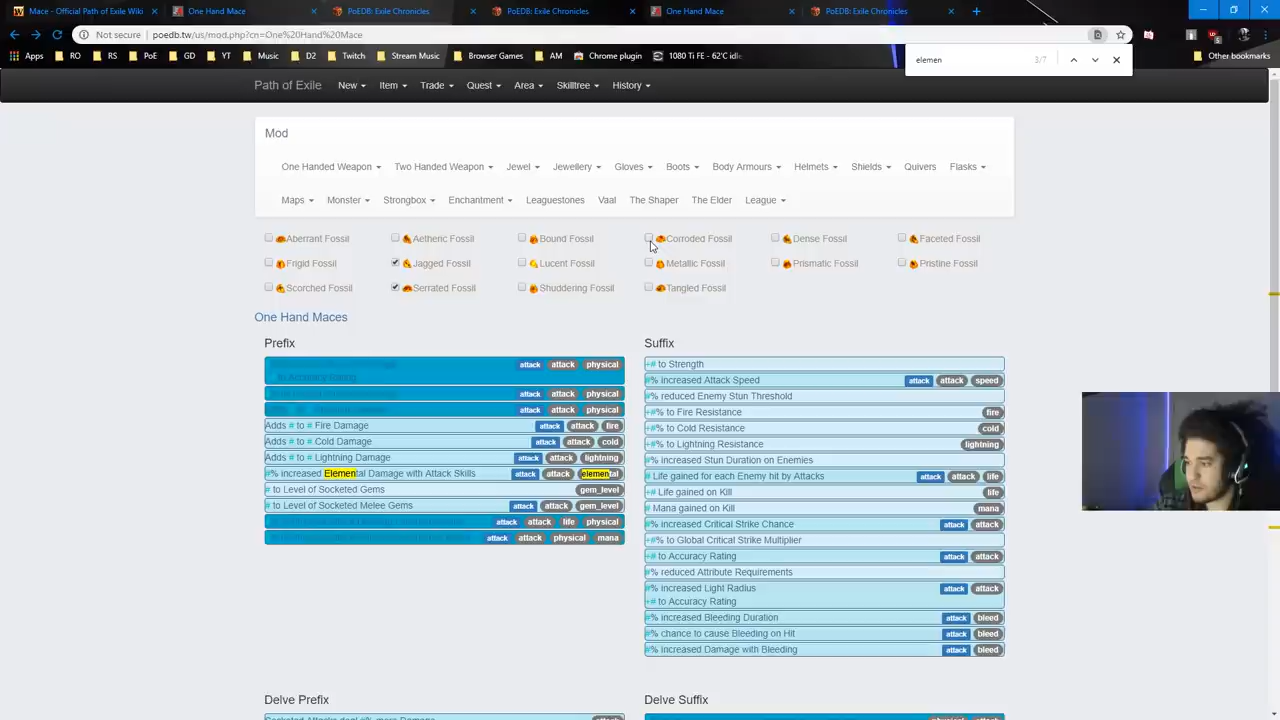 Mace - Official Path of Exile Wiki
One Hand Mace
PoEDB: Exile Chronicles
PoEDB: Exile Chronicles
One Hand Mace
PoEDB: Exile Chronicles
Not secure | poedb.tw/us/mod.php?cn=One%20Hand%20Mace
Apps RO RS PoE GD YT Music D2 Twitch Stream Music Browser Games AM Chrome plugin 1080 Ti FE - 62°C idle Other bookmarks
elemen 3/7
Path of Exile New Item Trade Quest Area Skilltree History
Mod
One Handed Weapon Two Handed Weapon Jewel Jewellery Gloves Boots Body Armours Helmets Shields Quivers Flasks
Maps Monster Strongbox Enchantment Leaguestones Vaal The Shaper The Elder League
Aberrant Fossil Aetheric Fossil Bound Fossil Corroded Fossil Dense Fossil Faceted Fossil
Frigid Fossil Jagged Fossil Lucent Fossil Metallic Fossil Prismatic Fossil Pristine Fossil
Scorched Fossil Serrated Fossil Shuddering Fossil Tangled Fossil
One Hand Maces
Prefix
attack attack physical
to Accuracy Rating
attack attack physical
attack attack physical
Adds # to # Fire Damage attack attack fire
Adds # to # Cold Damage attack attack cold
Adds # to # Lightning Damage attack attack lightning
#% increased Elemental Damage with Attack Skills attack attack elemental
# to Level of Socketed Gems gem_level
# to Level of Socketed Melee Gems attack attack gem_level
attack attack life physical
attack attack physical mana
Suffix
+# to Strength
#% increased Attack Speed attack attack speed
#% reduced Enemy Stun Threshold
+#% to Fire Resistance fire
+#% to Cold Resistance cold
+#% to Lightning Resistance lightning
#% increased Stun Duration on Enemies
# Life gained for each Enemy hit by Attacks attack attack life
+# Life gained on Kill life
# Mana gained on Kill mana
#% increased Critical Strike Chance attack attack
+#% to Global Critical Strike Multiplier
+# to Accuracy Rating attack attack
#% reduced Attribute Requirements
#% increased Light Radius attack attack
+# to Accuracy Rating
#% increased Bleeding Duration attack bleed
#% chance to cause Bleeding on Hit attack bleed
#% increased Damage with Bleeding attack bleed
Delve Prefix
Delve Suffix
Socketed Attacks deal #% more Damage attack
physical attack